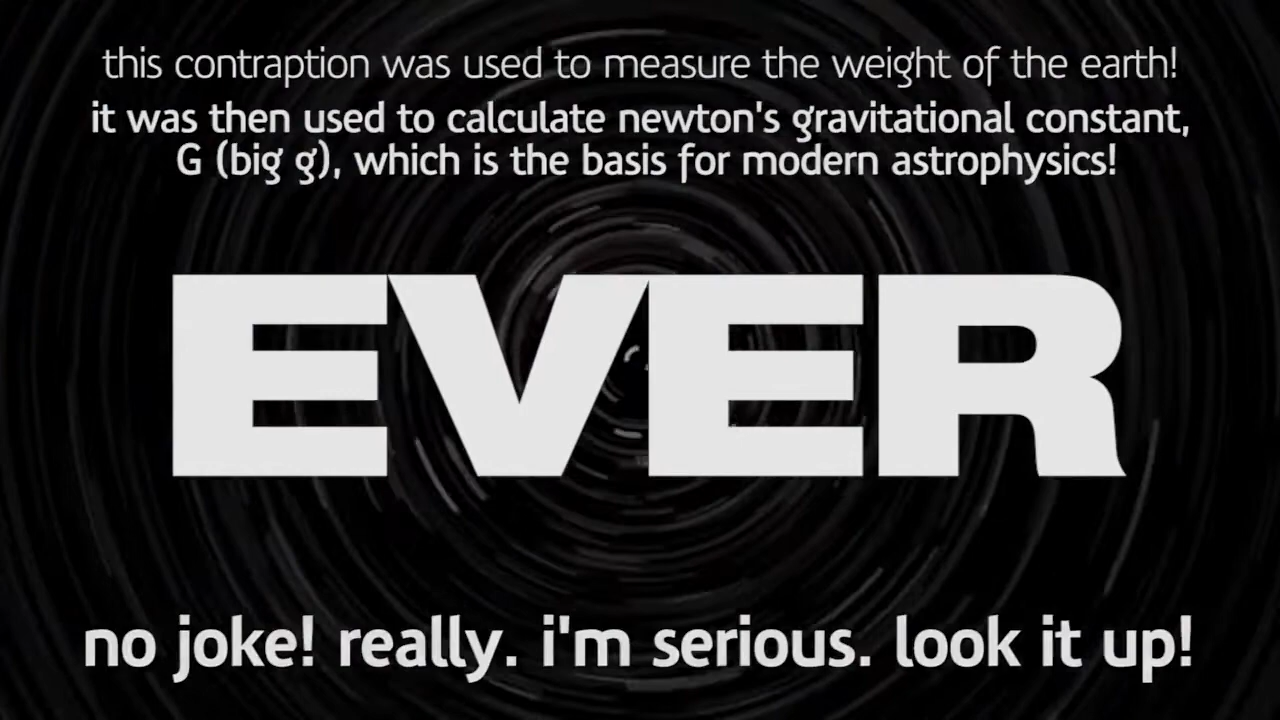 this contraption was used to measure the weight of the earth!
it was then used to calculate newton's gravitational constant,
G (big g), which is the basis for modern astrophysics!
EVER
no joke! really. i'm serious. look it up!